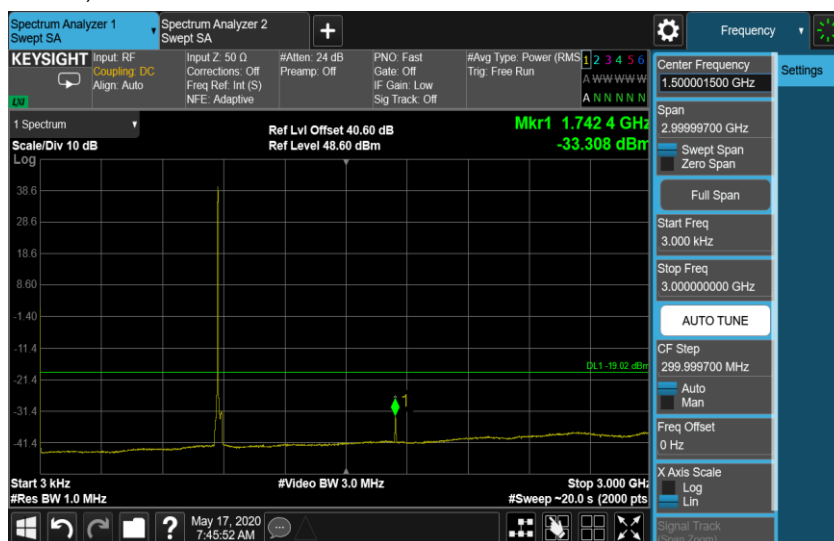 Spectrum Analyzer 1
Swept SA
Spectrum Analyzer 2
Swept SA
+
Frequency
KEYSIGHT
LXI
Input: RF
Coupling: DC
Align: Auto
Input Z: 50 Ω
Corrections: Off
Freq Ref: Int (S)
NFE: Adaptive
#Atten: 24 dB
Preamp: Off
PNO: Fast
Gate: Off
IF Gain: Low
Sig Track: Off
#Avg Type: Power (RMS
Trig: Free Run
1 2 3 4 5 6
A W W W W W
A N N N N N
1 Spectrum
Scale/Div 10 dB
Log
Ref Lvl Offset 40.60 dB
Ref Level 48.60 dBm
Mkr1 1.742 4 GHz
-33.308 dBm
38.6
28.6
18.6
8.60
-1.40
-11.4
-21.4
-31.4
-41.4
DL1 -19.02 dBm
1
Start 3 kHz
#Res BW 1.0 MHz
#Video BW 3.0 MHz
Stop 3.000 GHz
#Sweep ~20.0 s (2000 pts
?
May 17, 2020
7:45:52 AM
Center Frequency
1.500001500 GHz
Settings
Span
2.99999700 GHz
Swept Span
Zero Span
Full Span
Start Freq
3.000 kHz
Stop Freq
3.000000000 GHz
AUTO TUNE
CF Step
299.999700 MHz
Auto
Man
Freq Offset
0 Hz
X Axis Scale
Log
Lin
Signal Track
(Span Zoom)